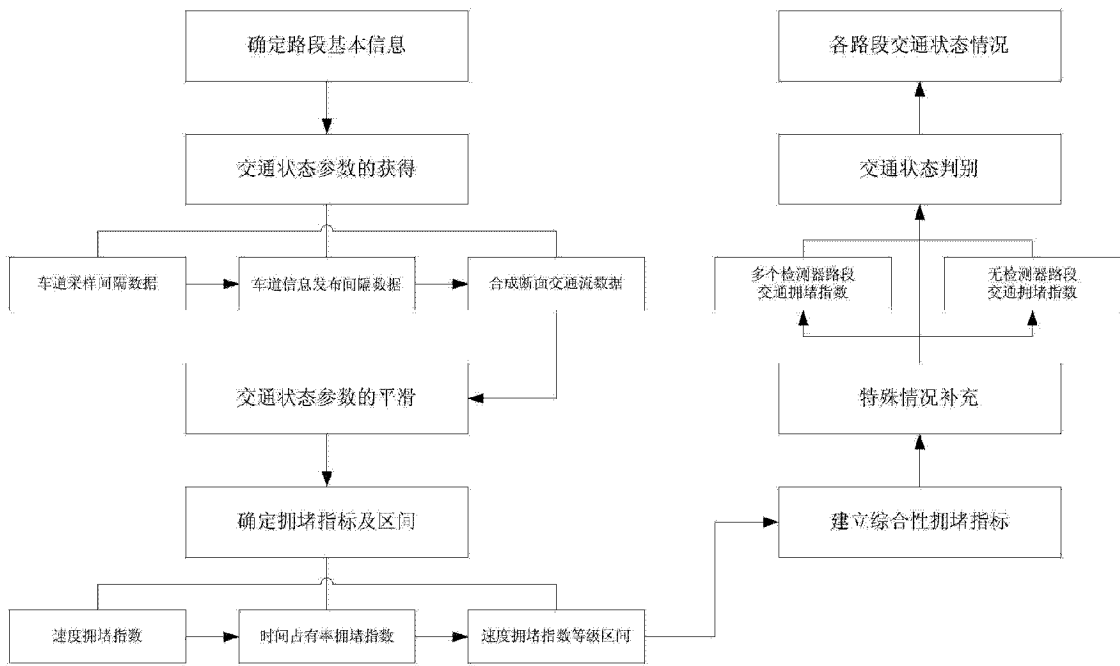 确定路段基本信息
交通状态参数的获得
车道采样间隔数据
车道信息发布间隔数据
合成断面交通流数据
交通状态参数的平滑
确定拥堵指标及区间
速度拥堵指数
时间占有率拥堵指数
速度拥堵指数等级区间
各路段交通状态情况
交通状态判别
多个检测器路段
交通拥堵指数
无检测器路段
交通拥堵指数
特殊情况补充
建立综合性拥堵指标